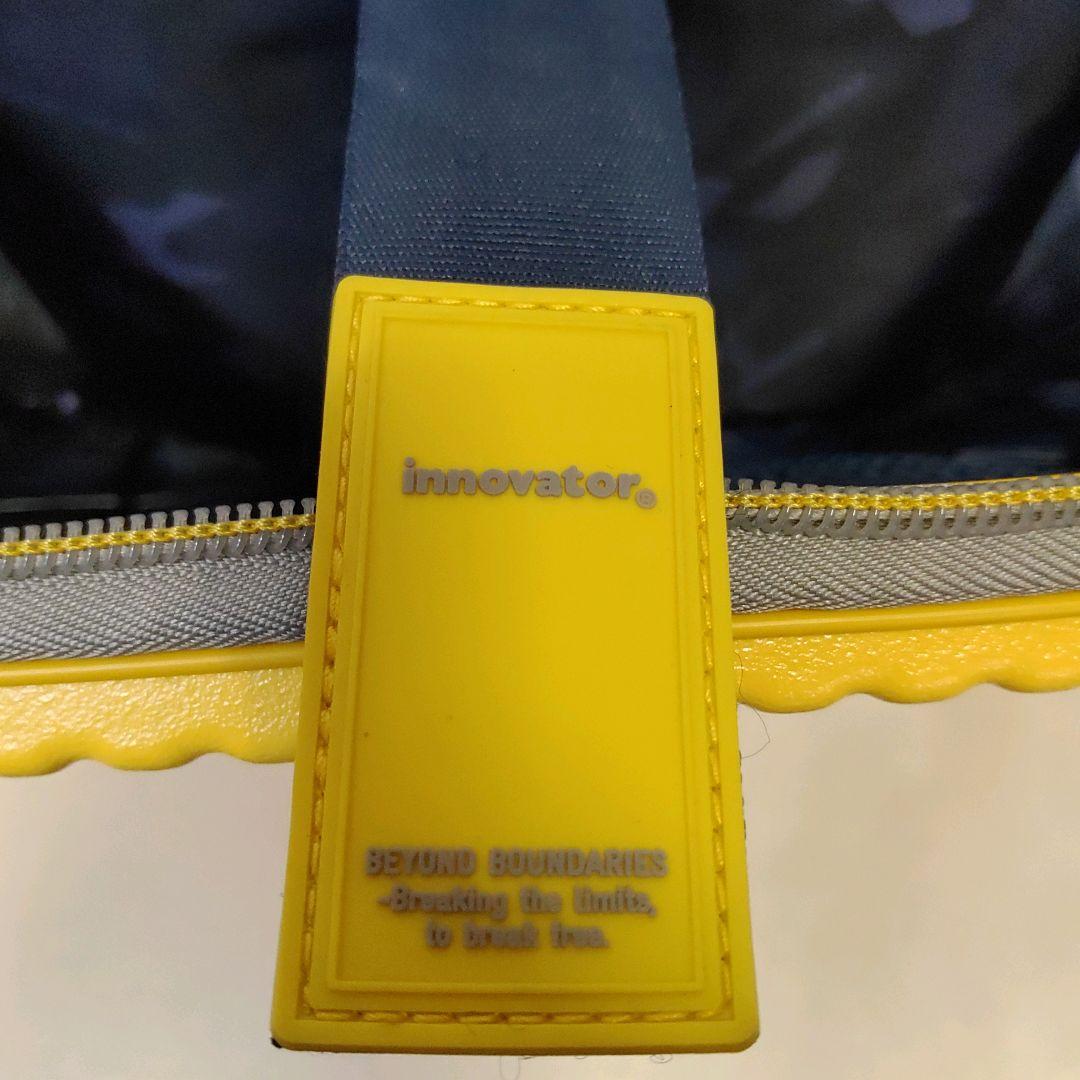 innovator®
BEYOND BOUNDARIES
-Breaking the limits,
to break free.